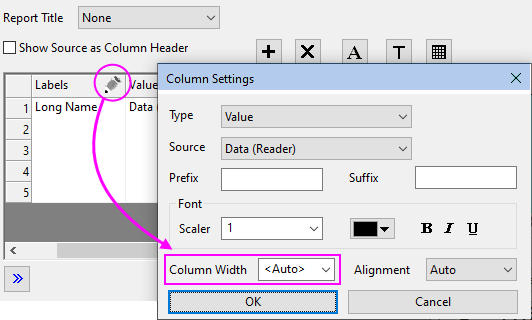 Report Title None
Show Source as Column Header
A T
Labels Value
1 Long Name Data (
2
3
4
5
Column Settings
Type Value
Source Data (Reader)
Prefix Suffix
Font
Scaler 1 B I U
Column Width <Auto> Alignment Auto
OK Cancel